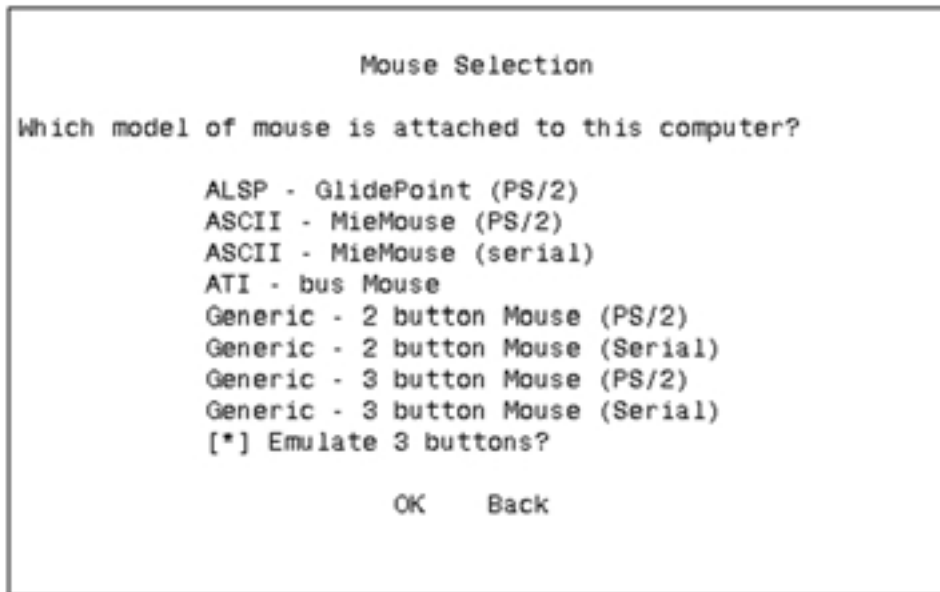 Mouse Selection
Which model of mouse is attached to this computer?
ALSP - GlidePoint (PS/2)
ASCII - MieMouse (PS/2)
ASCII - MieMouse (serial)
ATI - bus Mouse
Generic - 2 button Mouse (PS/2)
Generic - 2 button Mouse (Serial)
Generic - 3 button Mouse (PS/2)
Generic - 3 button Mouse (Serial)
[*] Emulate 3 buttons?
OK Back